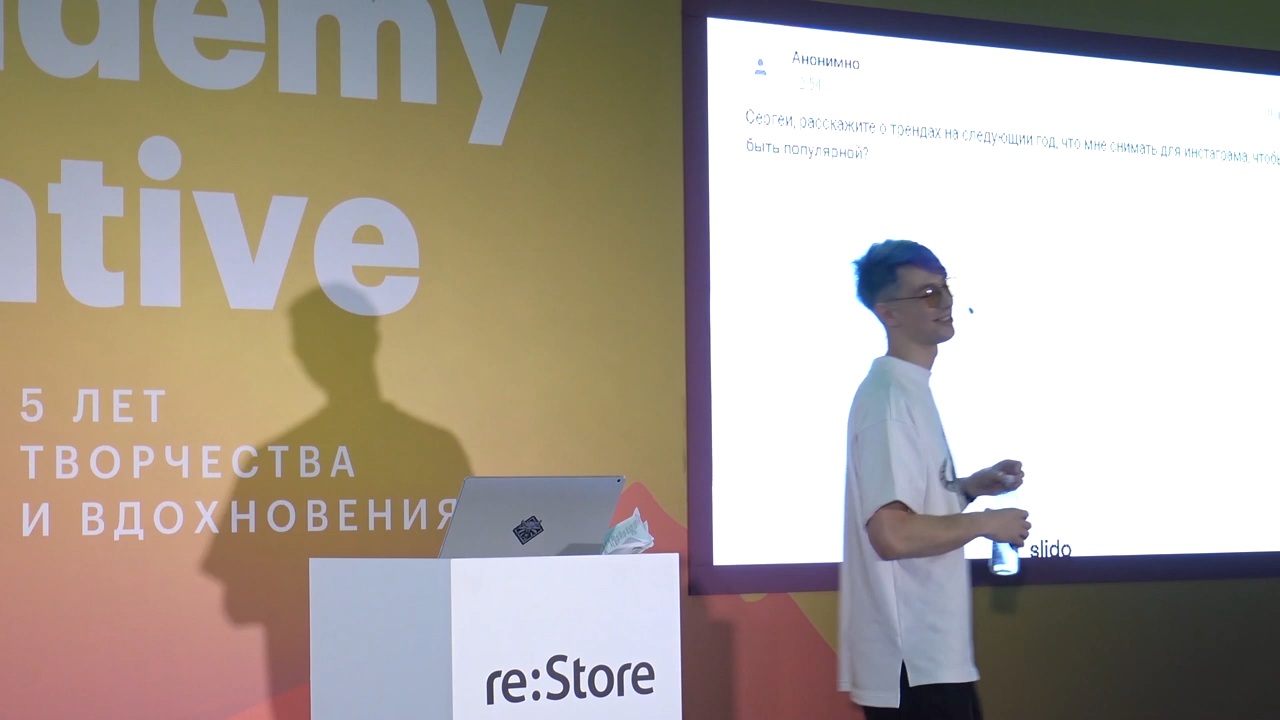 ademy
ative
5 ЛЕТ
ТВОРЧЕСТВА
И ВДОХНОВЕНИЯ
re:Store
Анонимно
Сергей, расскажите о трендах на следующий год, что мне снимать для инстаграма, чтобы
быть популярной?
slido